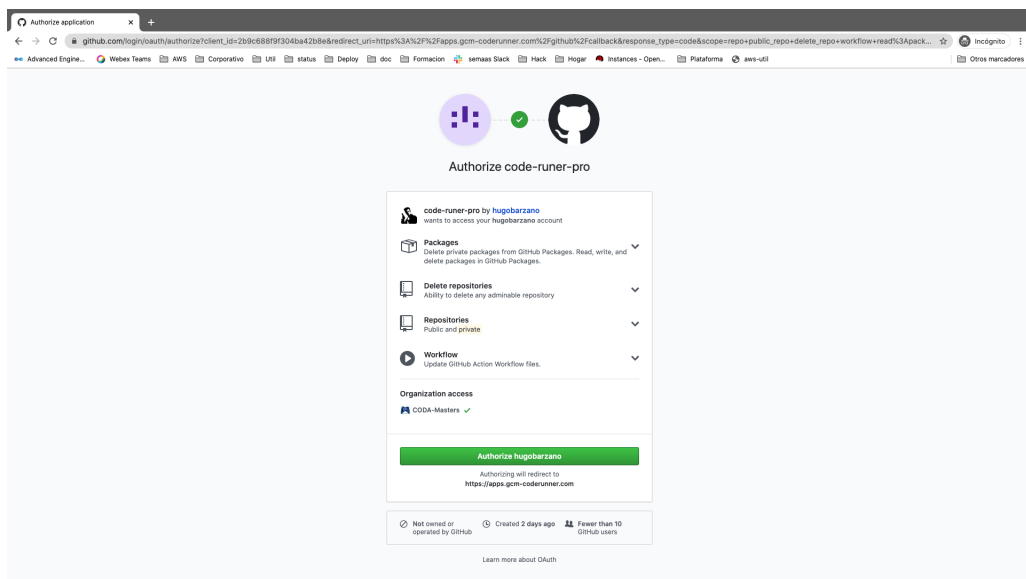 Authorize application
github.com/login/oauth/authorize?client_id=2b9c688f9f304ba42b8e&redirect_uri=https%3A%2F%2Fapps.gcm-coderunner.com%2Fgithub%2Fcallback&response_type=code&scope=repo+public_repo+delete_repo+workflow+read%3Apack...
Incógnito
Advanced Engine... Webex Teams AWS Corporativo Util status Deploy doc Formacion semaas Slack Hack Hogar Instances - Open... Plataforma aws-util Otros marcadores
Authorize code-runer-pro
code-runer-pro by hugobarzano
wants to access your hugobarzano account
Packages
Delete private packages from GitHub Packages. Read, write, and
delete packages in GitHub Packages.
Delete repositories
Ability to delete any adminable repository
Repositories
Public and private
Workflow
Update GitHub Action Workflow files.
Organization access
CODA-Masters
Authorize hugobarzano
Authorizing will redirect to
https://apps.gcm-coderunner.com
Not owned or
operated by GitHub
Created 2 days ago
Fewer than 10
GitHub users
Learn more about OAuth